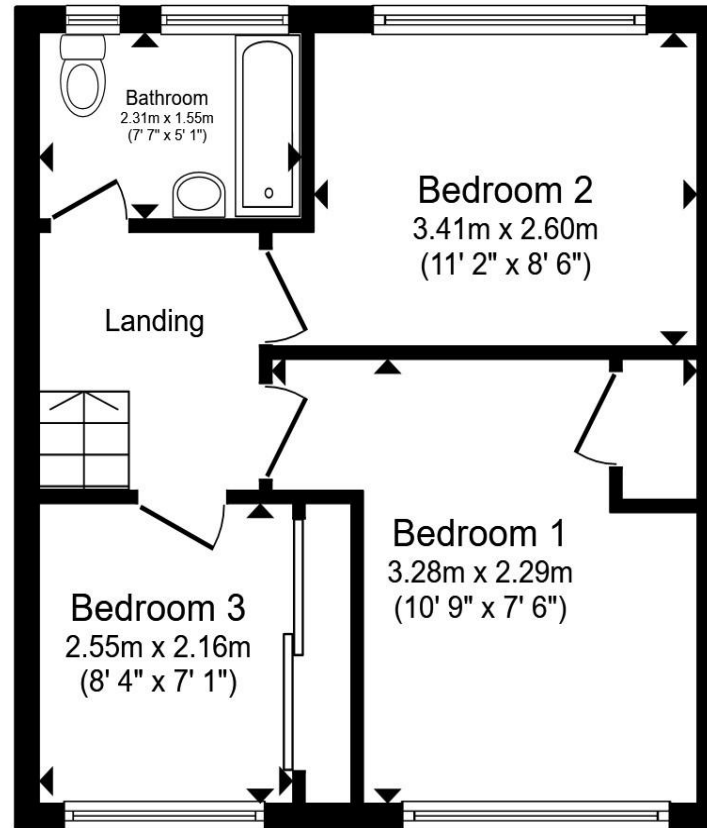 Bathroom
2.31m x 1.55m
(7' 7" x 5' 1")
Bedroom 2
3.41m x 2.60m
(11' 2" x 8' 6")
Landing
Bedroom 1
3.28m x 2.29m
(10' 9" x 7' 6")
Bedroom 3
2.55m x 2.16m
(8' 4" x 7' 1")